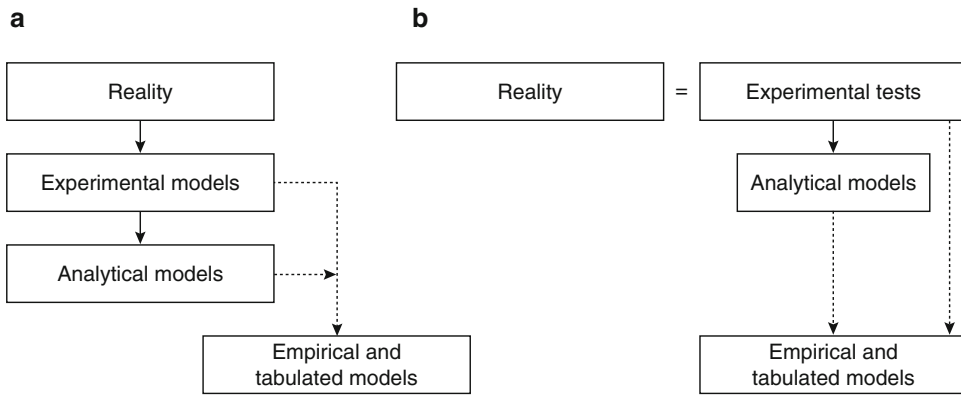 a
Reality
Experimental models
Analytical models
Empirical and
tabulated models
b
Reality
=
Experimental tests
Analytical models
Empirical and
tabulated models